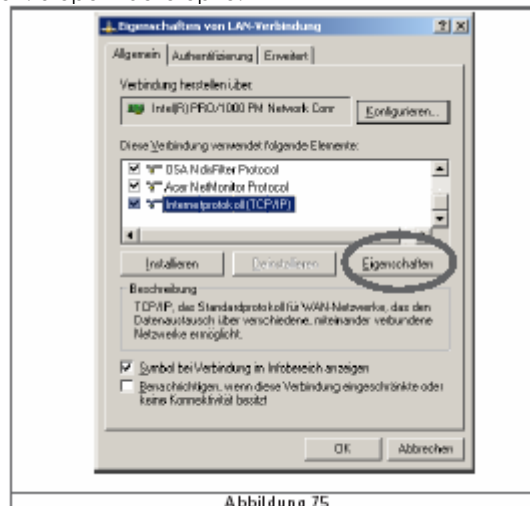 Eigenschaften von LAN-Verbindung
Allgemein Authentifizierung Erweitert
Verbindung herstellen über:
Intel(R) PRO/1000 PM Network Conn
Konfigurieren...
Diese Verbindung verwendet folgende Elemente:
OSA NdisFilter Protocol
Acer NetMonitor Protocol
Internetprotokoll (TCP/IP)
Installieren Deinstallieren Eigenschaften
Beschreibung
TCP/IP, das Standardprotokoll für WAN-Netzwerke, das den
Datenaustausch über verschiedene, miteinander verbundene
Netzwerke ermöglicht.
Symbol bei Verbindung im Infobereich anzeigen
Benachrichtigen, wenn diese Verbindung eingeschränkte oder
keine Konnektivität besitzt
OK Abbrechen
Abbildung 75